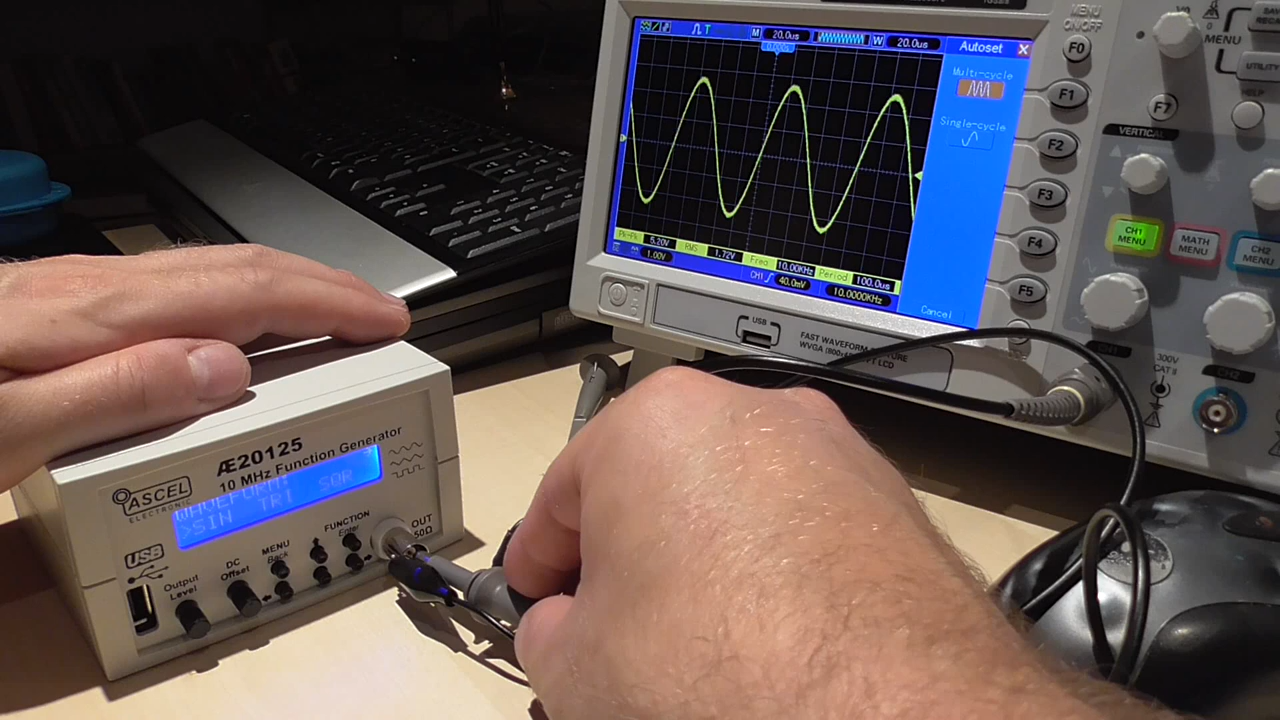 ASCEL
ELECTRONIC
Æ20125
10 MHz Function Generator
WAVEFORM:
>SIN TRI SQR
USB
Output
Level
DC
Offset
MENU
Back
FUNCTION
Enter
OUT
50Ω
M 20.0us
W 20.0us
Autoset
Multi-cycle
Single-cycle
Cancel
Pk-Pk 5.20V RMS 1.72V Freq 10.00KHz Period 100.0us
1.00V CH1 40.0mV 10.0000KHz
USB
FAST WAVEFORM
WVGA (800x LCD
MENU
ON/OFF
F0
F1
F2
F3
F4
F5
F7
MENU
UTILITY
HELP
VERTICAL
CH1
MENU
MATH
MENU
CH2
MENU
300V
CAT II
CH2